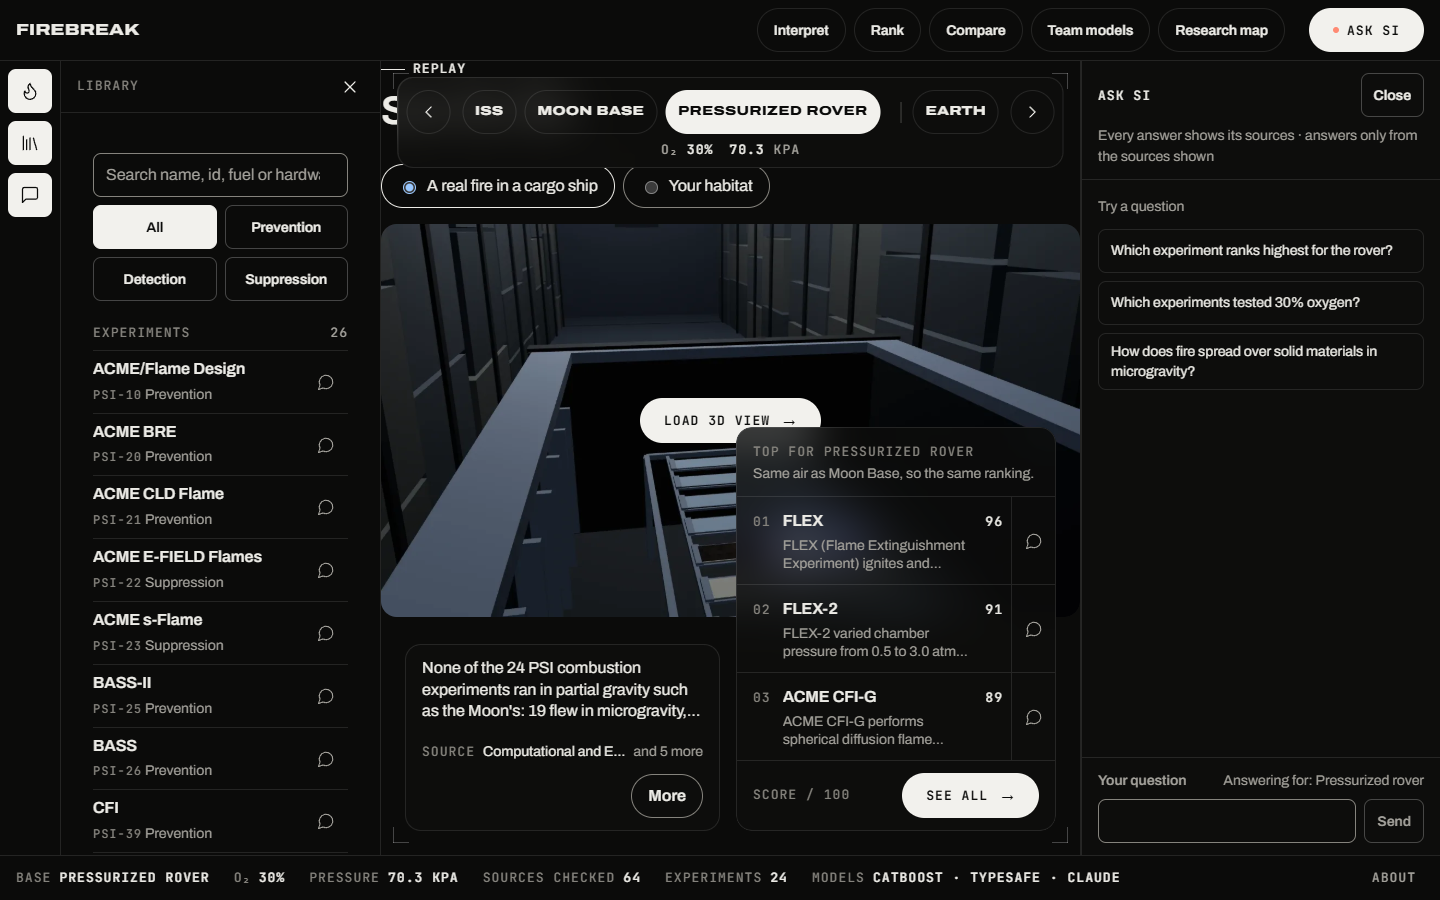 FIREBREAK
Interpret
Rank
Compare
Team models
Research map
ASK SI
LIBRARY
Search name, id, fuel or hardw
All
Prevention
Detection
Suppression
EXPERIMENTS 26
ACME/Flame Design
PSI-10 Prevention
ACME BRE
PSI-20 Prevention
ACME CLD Flame
PSI-21 Prevention
ACME E-FIELD Flames
PSI-22 Suppression
ACME s-Flame
PSI-23 Suppression
BASS-II
PSI-25 Prevention
BASS
PSI-26 Prevention
CFI
PSI-39 Prevention
REPLAY
S
ISS
MOON BASE
PRESSURIZED ROVER
EARTH
O₂ 30% 70.3 KPA
A real fire in a cargo ship
Your habitat
LOAD 3D VIEW →
TOP FOR PRESSURIZED ROVER
Same air as Moon Base, so the same ranking.
01 FLEX 96
FLEX (Flame Extinguishment
Experiment) ignites and...
02 FLEX-2 91
FLEX-2 varied chamber
pressure from 0.5 to 3.0 atm...
03 ACME CFI-G 89
ACME CFI-G performs
spherical diffusion flame...
SCORE / 100
SEE ALL →
None of the 24 PSI combustion
experiments ran in partial gravity such
as the Moon's: 19 flew in microgravity,...
SOURCE Computational and E... and 5 more
More
ASK SI
Close
Every answer shows its sources · answers only from
the sources shown
Try a question
Which experiment ranks highest for the rover?
Which experiments tested 30% oxygen?
How does fire spread over solid materials in
microgravity?
Your question
Answering for: Pressurized rover
Send
BASE PRESSURIZED ROVER O₂ 30% PRESSURE 70.3 KPA SOURCES CHECKED 64 EXPERIMENTS 24 MODELS CATBOOST · TYPESAFE · CLAUDE ABOUT